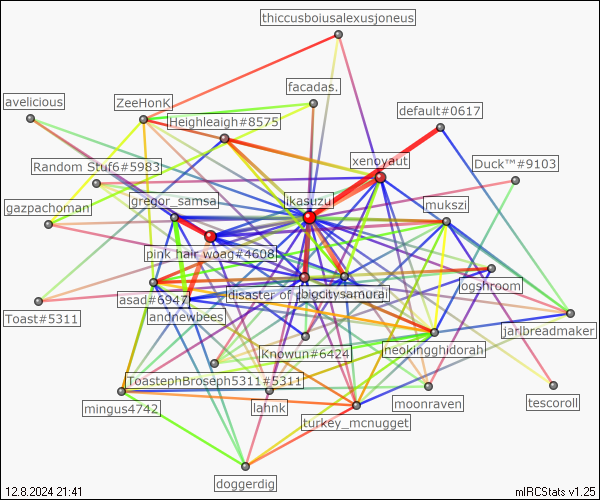 thiccusboiusalexusjoneus
facadas.
avelicious
ZeeHonK
default#0617
Heighleaigh#8575
xenoyaut
Duck™#9103
Random Stuf6#5983
gregor_samsa
lkasuzu
mukszi
gazpachoman
pink hair woag#4608
ogshroom
disaster of
bigcitysamurai
asad#6947
andnewbees
Toast#5311
jarlbreadmaker
Knowun#6424
neokingghidorah
ToastephBroseph5311#5311
mingus4742
lahnk
moonraven
tescoroll
turkey_mcnugget
doggerdig
12.8.2024 21:41
mIRCStats v1.25